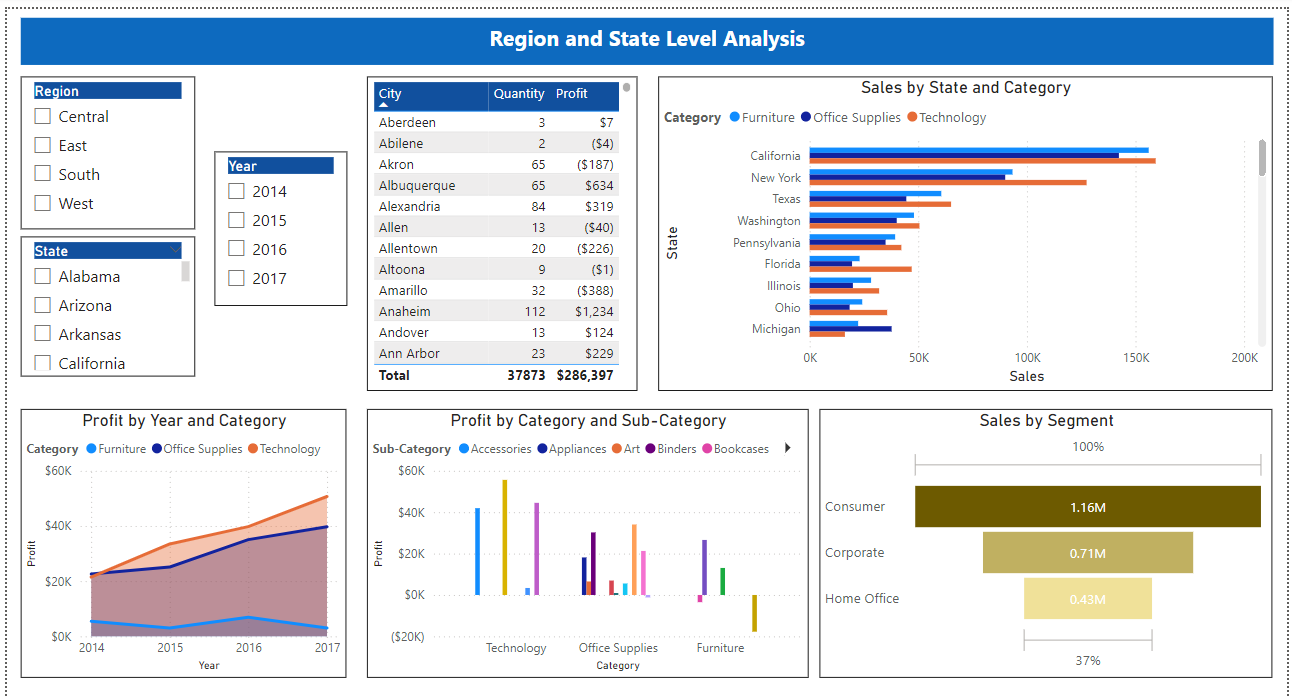 Region and State Level Analysis
Region
Central
East
South
West
State
Alabama
Arizona
Arkansas
California
Year
2014
2015
2016
2017
City Quantity Profit
Aberdeen 3 $7
Abilene 2 ($4)
Akron 65 ($187)
Albuquerque 65 $634
Alexandria 84 $319
Allen 13 ($40)
Allentown 20 ($226)
Altoona 9 ($1)
Amarillo 32 ($388)
Anaheim 112 $1,234
Andover 13 $124
Ann Arbor 23 $229
Total 37873 $286,397
Sales by State and Category
Category Furniture Office Supplies Technology
State
California
New York
Texas
Washington
Pennsylvania
Florida
Illinois
Ohio
Michigan
0K 50K 100K 150K 200K
Sales
Profit by Year and Category
Category Furniture Office Supplies Technology
Profit
$60K
$40K
$20K
$0K
2014 2015 2016 2017
Year
Profit by Category and Sub-Category
Sub-Category Accessories Appliances Art Binders Bookcases
Profit
$60K
$40K
$20K
$0K
($20K)
Technology Office Supplies Furniture
Category
Sales by Segment
100%
Consumer 1.16M
Corporate 0.71M
Home Office 0.43M
37%